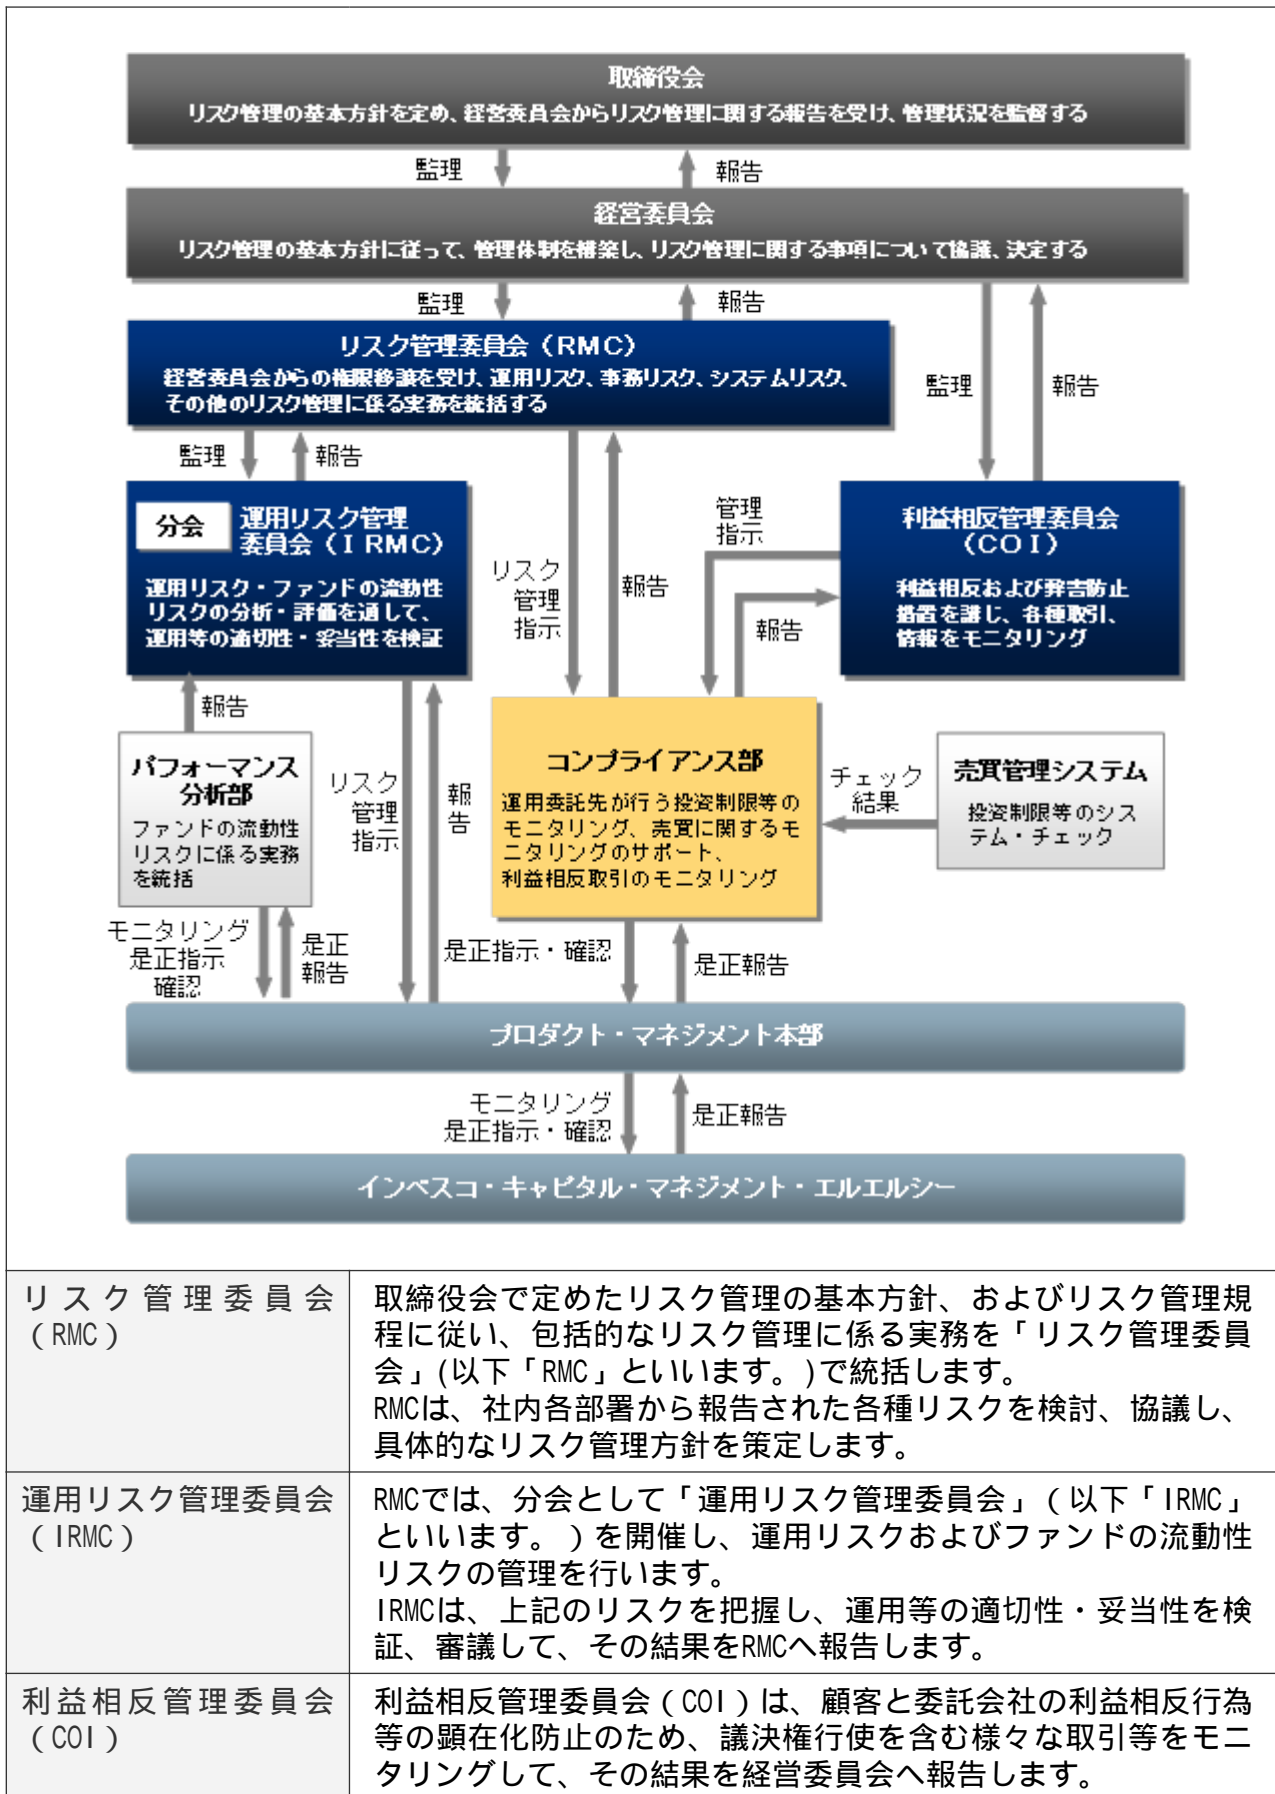 取締役会
リスク管理の基本方針を定め、経営委員会からリスク管理に関する報告を受け、管理状況を監督する
監理
報告
経営委員会
リスク管理の基本方針に従って、管理体制を構築し、リスク管理に関する事項について協議、決定する
監理
報告
リスク管理委員会（RMC）
経営委員会からの権限移譲を受け、運用リスク、事務リスク、システムリスク、
その他のリスク管理に係る実務を統括する
監理
報告
監理
報告
分会
運用リスク管理
委員会（IRMC）
運用リスク・ファンドの流動性
リスクの分析・評価を通して、
運用等の適切性・妥当性を検証
リスク
管理
指示
報告
管理
指示
報告
利益相反管理委員会
（COI）
利益相反および弊害防止
措置を講じ、各種取引、
情報をモニタリング
報告
パフォーマンス
分析部
ファンドの流動性
リスクに係る実務
を統括
リスク
管理
指示
報
告
コンプライアンス部
運用委託先が行う投資制限等の
モニタリング、売買に関するモ
ニタリングのサポート、
利益相反取引のモニタリング
チェック
結果
売買管理システム
投資制限等のシス
テム・チェック
モニタリング
是正指示
確認
是正
報告
是正指示・確認
是正報告
プロダクト・マネジメント本部
モニタリング
是正指示・確認
是正報告
インベスコ・キャピタル・マネジメント・エルエルシー
リスク管理委員会
（RMC）
取締役会で定めたリスク管理の基本方針、およびリスク管理規
程に従い、包括的なリスク管理に係る実務を「リスク管理委員
会」(以下「RMC」といいます。)で統括します。
RMCは、社内各部署から報告された各種リスクを検討、協議し、
具体的なリスク管理方針を策定します。
運用リスク管理委員会
（IRMC）
RMCでは、分会として「運用リスク管理委員会」（以下「IRMC」
といいます。）を開催し、運用リスクおよびファンドの流動性
リスクの管理を行います。
IRMCは、上記のリスクを把握し、運用等の適切性・妥当性を検
証、審議して、その結果をRMCへ報告します。
利益相反管理委員会
（COI）
利益相反管理委員会（COI）は、顧客と委託会社の利益相反行為
等の顕在化防止のため、議決権行使を含む様々な取引等をモニ
タリングして、その結果を経営委員会へ報告します。